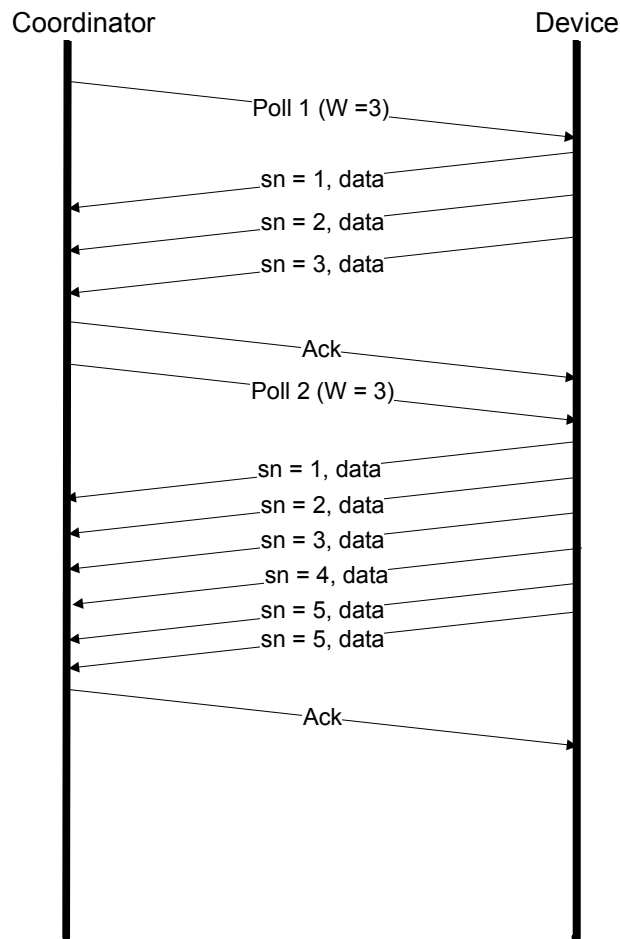 Coordinator
Device
Poll 1 (W =3)
sn = 1, data
sn = 2, data
sn = 3, data
Ack
Poll 2 (W = 3)
sn = 1, data
sn = 2, data
sn = 3, data
sn = 4, data
sn = 5, data
sn = 5, data
Ack